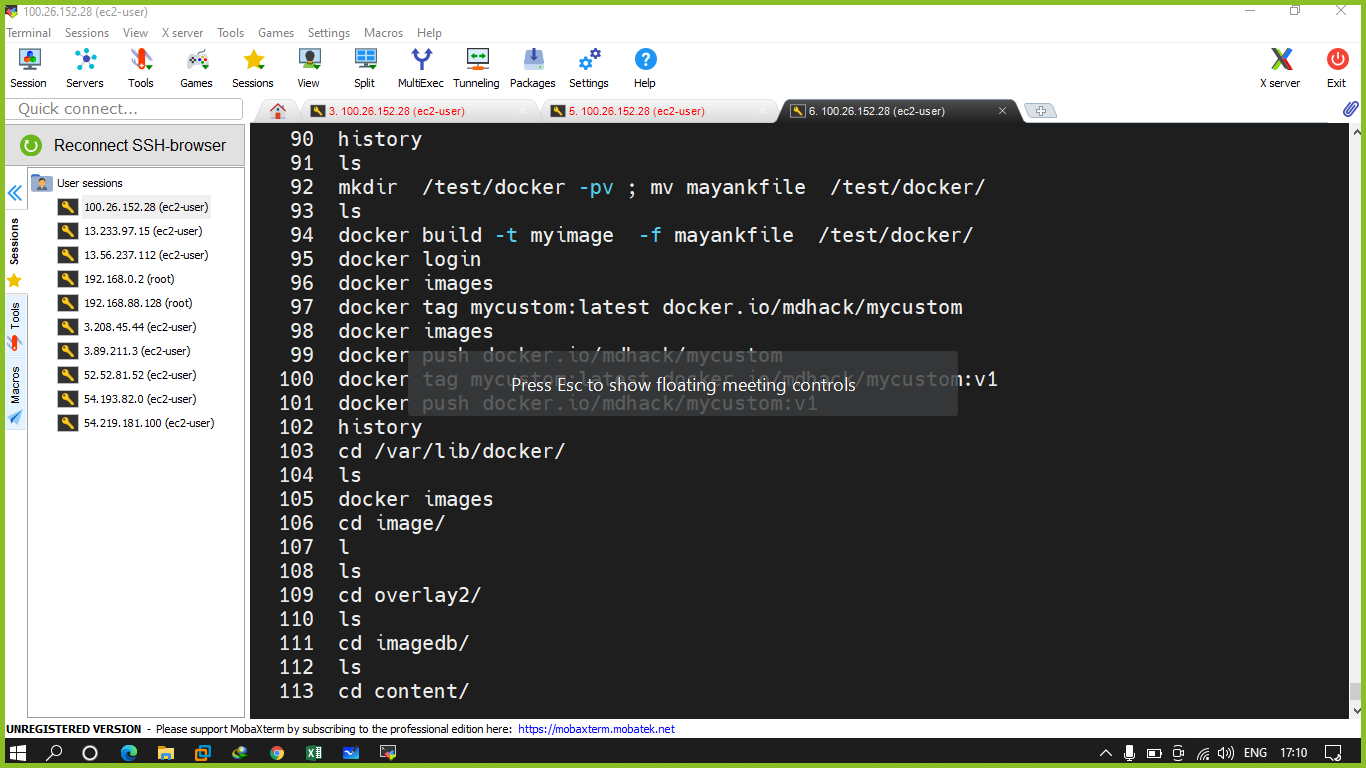 100.26.152.28 (ec2-user)
Terminal Sessions View X server Tools Games Settings Macros Help
Session Servers Tools Games Sessions View Split MultiExec Tunneling Packages Settings Help X server Exit
Quick connect...
3. 100.26.152.28 (ec2-user)
5. 100.26.152.28 (ec2-user)
6. 100.26.152.28 (ec2-user)
Reconnect SSH-browser
Sessions
Tools
Macros
User sessions
100.26.152.28 (ec2-user)
13.233.97.15 (ec2-user)
13.56.237.112 (ec2-user)
192.168.0.2 (root)
192.168.88.128 (root)
3.208.45.44 (ec2-user)
3.89.211.3 (ec2-user)
52.52.81.52 (ec2-user)
54.193.82.0 (ec2-user)
54.219.181.100 (ec2-user)
90 history
91 ls
92 mkdir /test/docker -pv ; mv mayankfile /test/docker/
93 ls
94 docker build -t myimage -f mayankfile /test/docker/
95 docker login
96 docker images
97 docker tag mycustom:latest docker.io/mdhack/mycustom
98 docker images
99 docker push docker.io/mdhack/mycustom
100 docker tag mycustom:latest docker.io/mdhack/mycustom:v1
Press Esc to show floating meeting controls
101 docker push docker.io/mdhack/mycustom:v1
102 history
103 cd /var/lib/docker/
104 ls
105 docker images
106 cd image/
107 l
108 ls
109 cd overlay2/
110 ls
111 cd imagedb/
112 ls
113 cd content/
UNREGISTERED VERSION - Please support MobaXterm by subscribing to the professional edition here: https://mobaxterm.mobatek.net
ENG 17:10